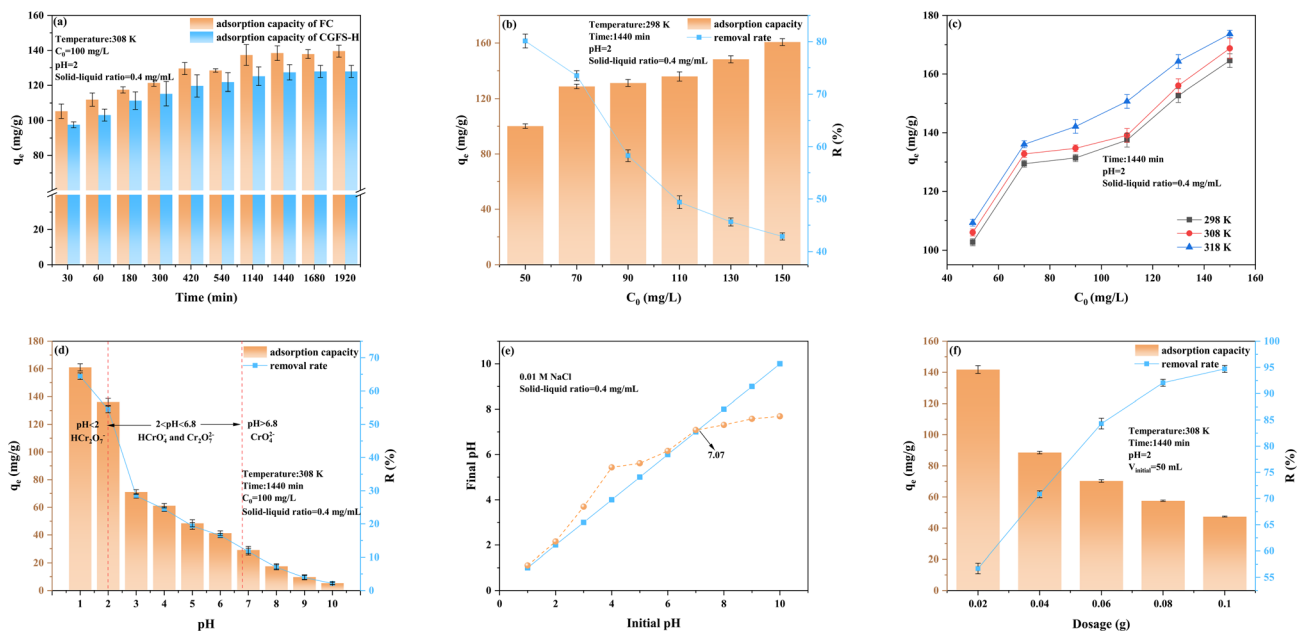 (a)
adsorption capacity of FC
adsorption capacity of CGFS-H
Temperature:308 K
C₀=100 mg/L
pH=2
Solid-liquid ratio=0.4 mg/mL
qₑ (mg/g)
160
140
120
100
80
60
40
20
0
30 60 180 300 420 540 1140 1440 1680 1920
Time (min)
(b)
Temperature:298 K
Time:1440 min
pH=2
Solid-liquid ratio=0.4 mg/mL
adsorption capacity
removal rate
qₑ (mg/g)
160
120
80
40
0
R (%)
80
70
60
50
40
50 70 90 110 130 150
C₀ (mg/L)
(c)
qₑ (mg/g)
180
160
140
120
100
Time:1440 min
pH=2
Solid-liquid ratio=0.4 mg/mL
298 K
308 K
318 K
40 60 80 100 120 140 160
C₀ (mg/L)
(d)
adsorption capacity
removal rate
pH<2
HCr₂O₇⁻
2<pH<6.8
HCrO₄⁻ and Cr₂O₇²⁻
pH>6.8
CrO₄²⁻
Temperature:308 K
Time:1440 min
C₀=100 mg/L
Solid-liquid ratio=0.4 mg/mL
qₑ (mg/g)
180
160
140
120
100
80
60
40
20
0
R (%)
70
60
50
40
30
20
10
0
1 2 3 4 5 6 7 8 9 10
pH
(e)
0.01 M NaCl
Solid-liquid ratio=0.4 mg/mL
7.07
Final pH
10
8
6
4
2
0
0 2 4 6 8 10
Initial pH
(f)
adsorption capacity
removal rate
Temperature:308 K
Time:1440 min
pH=2
Vᵢₙᵢₜᵢₐₗ=50 mL
qₑ (mg/g)
160
140
120
100
80
60
40
20
0
R (%)
100
95
90
85
80
75
70
65
60
55
0.02 0.04 0.06 0.08 0.1
Dosage (g)